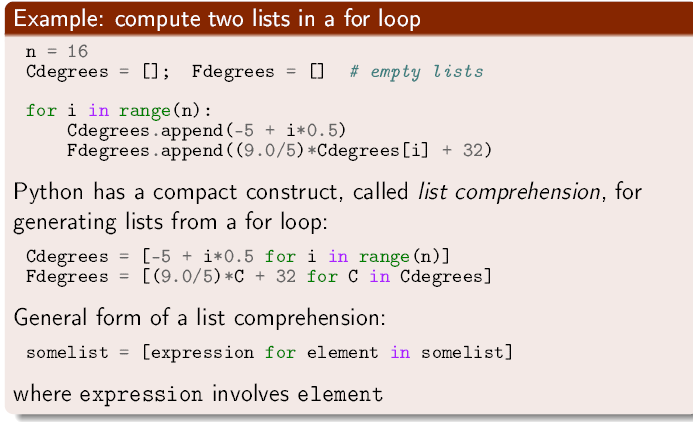 Example: compute two lists in a for loop
n = 16
Cdegrees = [];  Fdegrees = []  # empty lists
for i in range(n):
    Cdegrees.append(-5 + i*0.5)
    Fdegrees.append((9.0/5)*Cdegrees[i] + 32)
Python has a compact construct, called list comprehension, for
generating lists from a for loop:
Cdegrees = [-5 + i*0.5 for i in range(n)]
Fdegrees = [(9.0/5)*C + 32 for C in Cdegrees]
General form of a list comprehension:
somelist = [expression for element in somelist]
where expression involves element